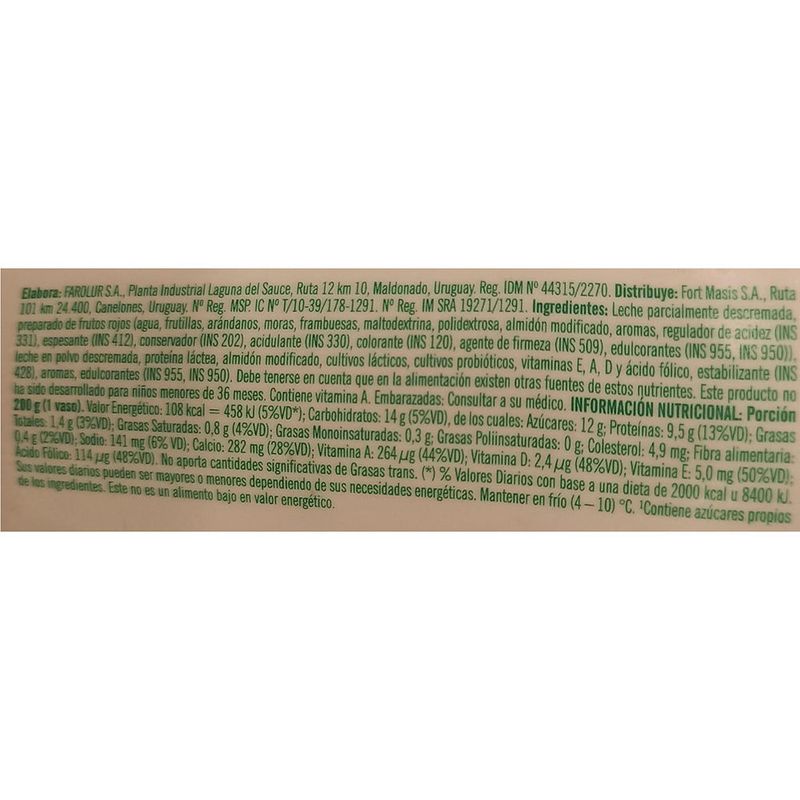 Elabora: FAROLUR S.A., Planta Industrial Laguna del Sauce, Ruta 12 km 10, Maldonado, Uruguay. Reg. IDM Nº 44315/2270. Distribuye: Fort Masis S.A., Ruta
101 km 24.400, Canelones, Uruguay. Nº Reg. MSP. IC Nº T/10-39/178-1291. Nº Reg. IM SRA 19271/1291. Ingredientes: Leche parcialmente descremada,
preparado de frutos rojos (agua, frutillas, arándanos, moras, frambuesas, maltodextrina, polidextrosa, almidón modificado, aromas, regulador de acidez (INS
331), espesante (INS 412), conservador (INS 202), acidulante (INS 330), colorante (INS 120), agente de firmeza (INS 509), edulcorantes (INS 955, INS 950)),
leche en polvo descremada, proteína láctea, almidón modificado, cultivos lácticos, cultivos probióticos, vitaminas E, A, D y ácido fólico, estabilizante (INS
428), aromas, edulcorantes (INS 955, INS 950). Debe tenerse en cuenta que en la alimentación existen otras fuentes de estos nutrientes. Este producto no
ha sido desarrollado para niños menores de 36 meses. Contiene vitamina A. Embarazadas: Consultar a su médico. INFORMACIÓN NUTRICIONAL: Porción
200 g (1 vaso). Valor Energético: 108 kcal = 458 kJ (5%VD*); Carbohidratos: 14 g (5%VD), de los cuales: Azúcares: 12 g; Proteínas: 9,5 g (13%VD); Grasas
Totales: 1,4 g (3%VD); Grasas Saturadas: 0,8 g (4%VD); Grasas Monoinsaturadas: 0,3 g; Grasas Poliinsaturadas: 0 g; Colesterol: 4,9 mg; Fibra alimentaria:
0,4 g (2%VD); Sodio: 141 mg (6% VD); Calcio: 282 mg (28%VD); Vitamina A: 264 µg (44%VD); Vitamina D: 2,4 µg (48%VD); Vitamina E: 5,0 mg (50%VD);
Ácido Fólico: 114 µg (48%VD). No aporta cantidades significativas de Grasas trans. (*) % Valores Diarios con base a una dieta de 2000 kcal u 8400 kJ.
Sus valores diarios pueden ser mayores o menores dependiendo de sus necesidades energéticas. Mantener en frío (4 – 10) °C. ¹Contiene azúcares propios
de los ingredientes. Este no es un alimento bajo en valor energético.